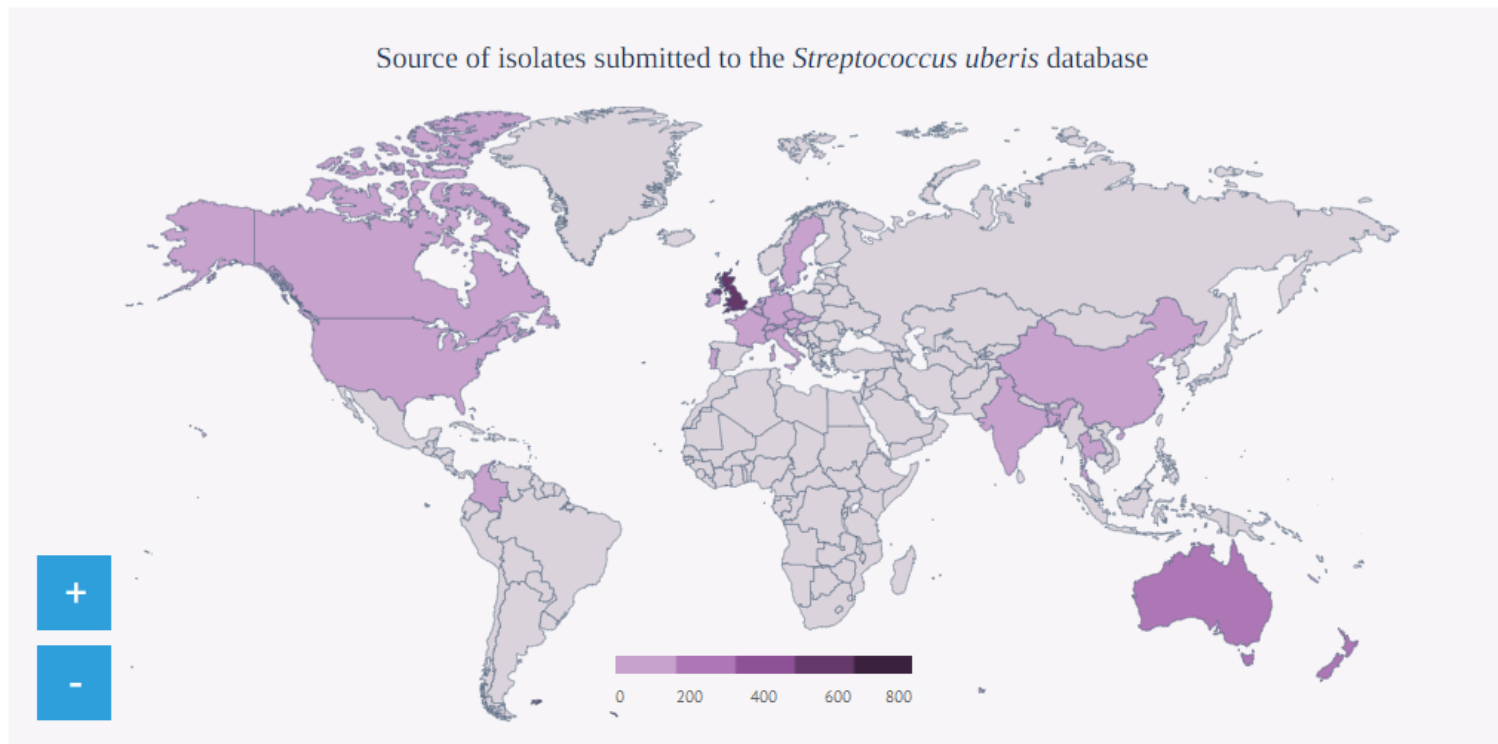 Source of isolates submitted to the Streptococcus uberis database
+
-
0 200 400 600 800